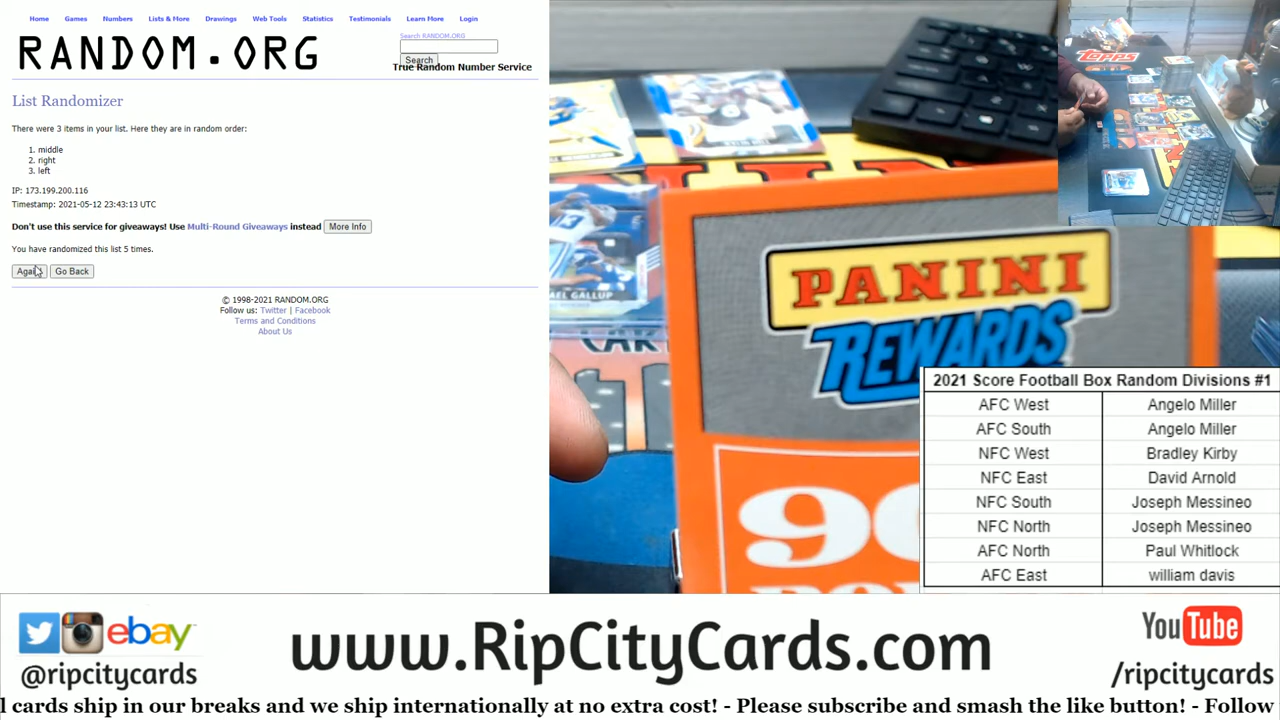 Home Games Numbers Lists & More Drawings Web Tools Statistics Testimonials Learn More Login
RANDOM.ORG
Search RANDOM.ORG
Search
True Random Number Service
List Randomizer
There were 3 items in your list. Here they are in random order:
1. middle
2. right
3. left
IP: 173.199.200.116
Timestamp: 2021-05-12 23:43:13 UTC
Don't use this service for giveaways! Use Multi-Round Giveaways instead More Info
You have randomized this list 5 times.
Again! Go Back
© 1998-2021 RANDOM.ORG
Follow us: Twitter | Facebook
Terms and Conditions
About Us
Topps
GALLUP
PANINI
REWARDS
90
2021 Score Football Box Random Divisions #1
AFC West Angelo Miller
AFC South Angelo Miller
NFC West Bradley Kirby
NFC East David Arnold
NFC South Joseph Messineo
NFC North Joseph Messineo
AFC North Paul Whitlock
AFC East william davis
ebay
@ripcitycards
www.RipCityCards.com
YouTube
/ripcitycards
l cards ship in our breaks and we ship internationally at no extra cost! - Please subscribe and smash the like button! - Follow